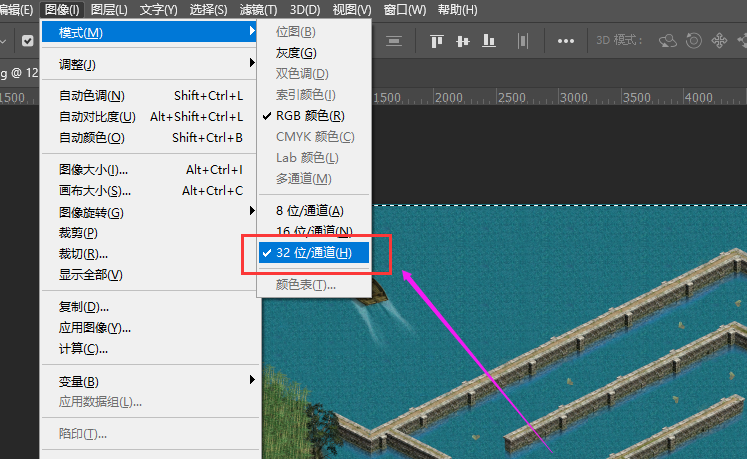 编辑(E) 图像(I) 图层(L) 文字(Y) 选择(S) 滤镜(T) 3D(D) 视图(V) 窗口(W) 帮助(H)
模式(M)
调整(J)
自动色调(N) Shift+Ctrl+L
自动对比度(U) Alt+Shift+Ctrl+L
自动颜色(O) Shift+Ctrl+B
图像大小(I)... Alt+Ctrl+I
画布大小(S)... Alt+Ctrl+C
图像旋转(G)
裁剪(P)
裁切(R)...
显示全部(V)
复制(D)...
应用图像(Y)...
计算(C)...
变量(B)
应用数据组(L)...
陷印(T)...
位图(B)
灰度(G)
双色调(D)
索引颜色(I)
RGB 颜色(R)
CMYK 颜色(C)
Lab 颜色(L)
多通道(M)
8 位/通道(A)
16 位/通道(N)
32 位/通道(H)
颜色表(T)...
3D 模式:
g @ 12
1500 1500 2000 2500 3000 3500 4000 4500